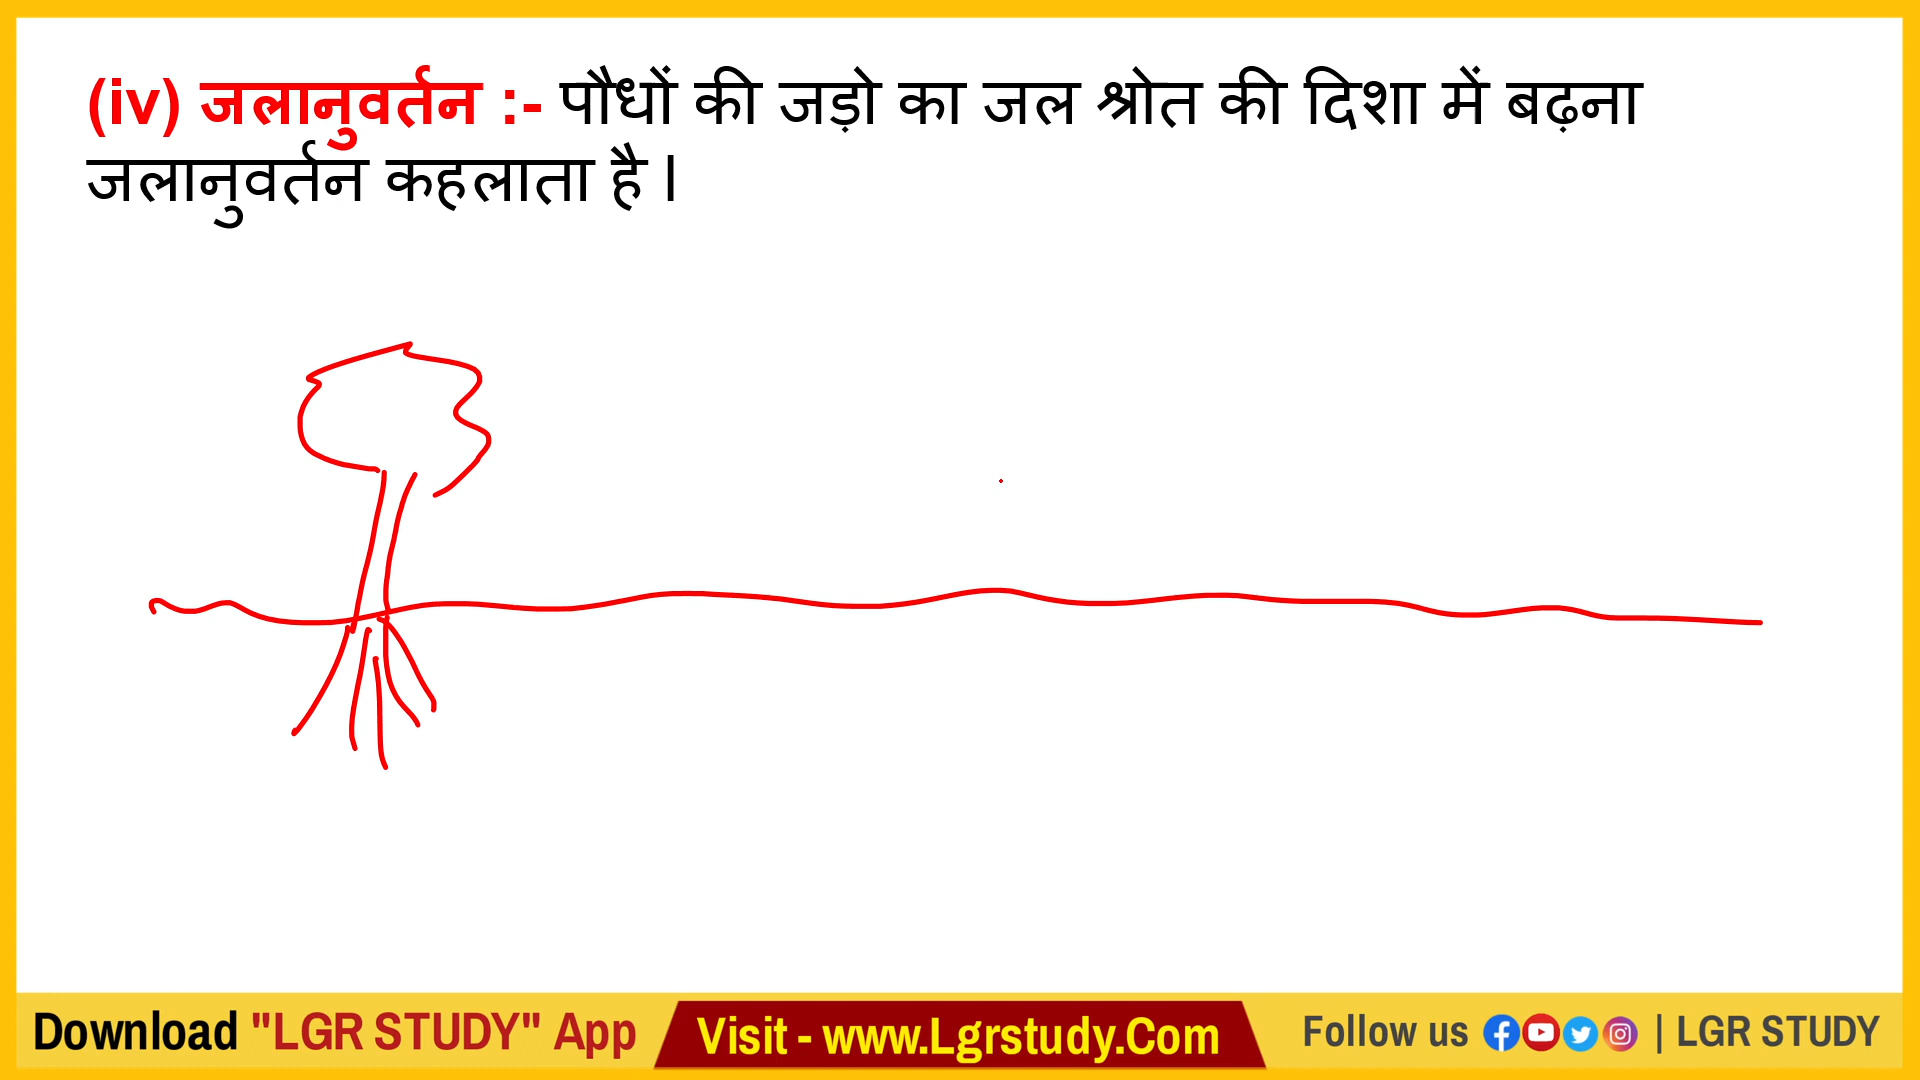 (iv) जलानुवर्तन :- पौधों की जड़ो का जल श्रोत की दिशा में बढ़ना
जलानुवर्तन कहलाता है ।
Download "LGR STUDY" App
Visit - www.Lgrstudy.Com
Follow us | LGR STUDY